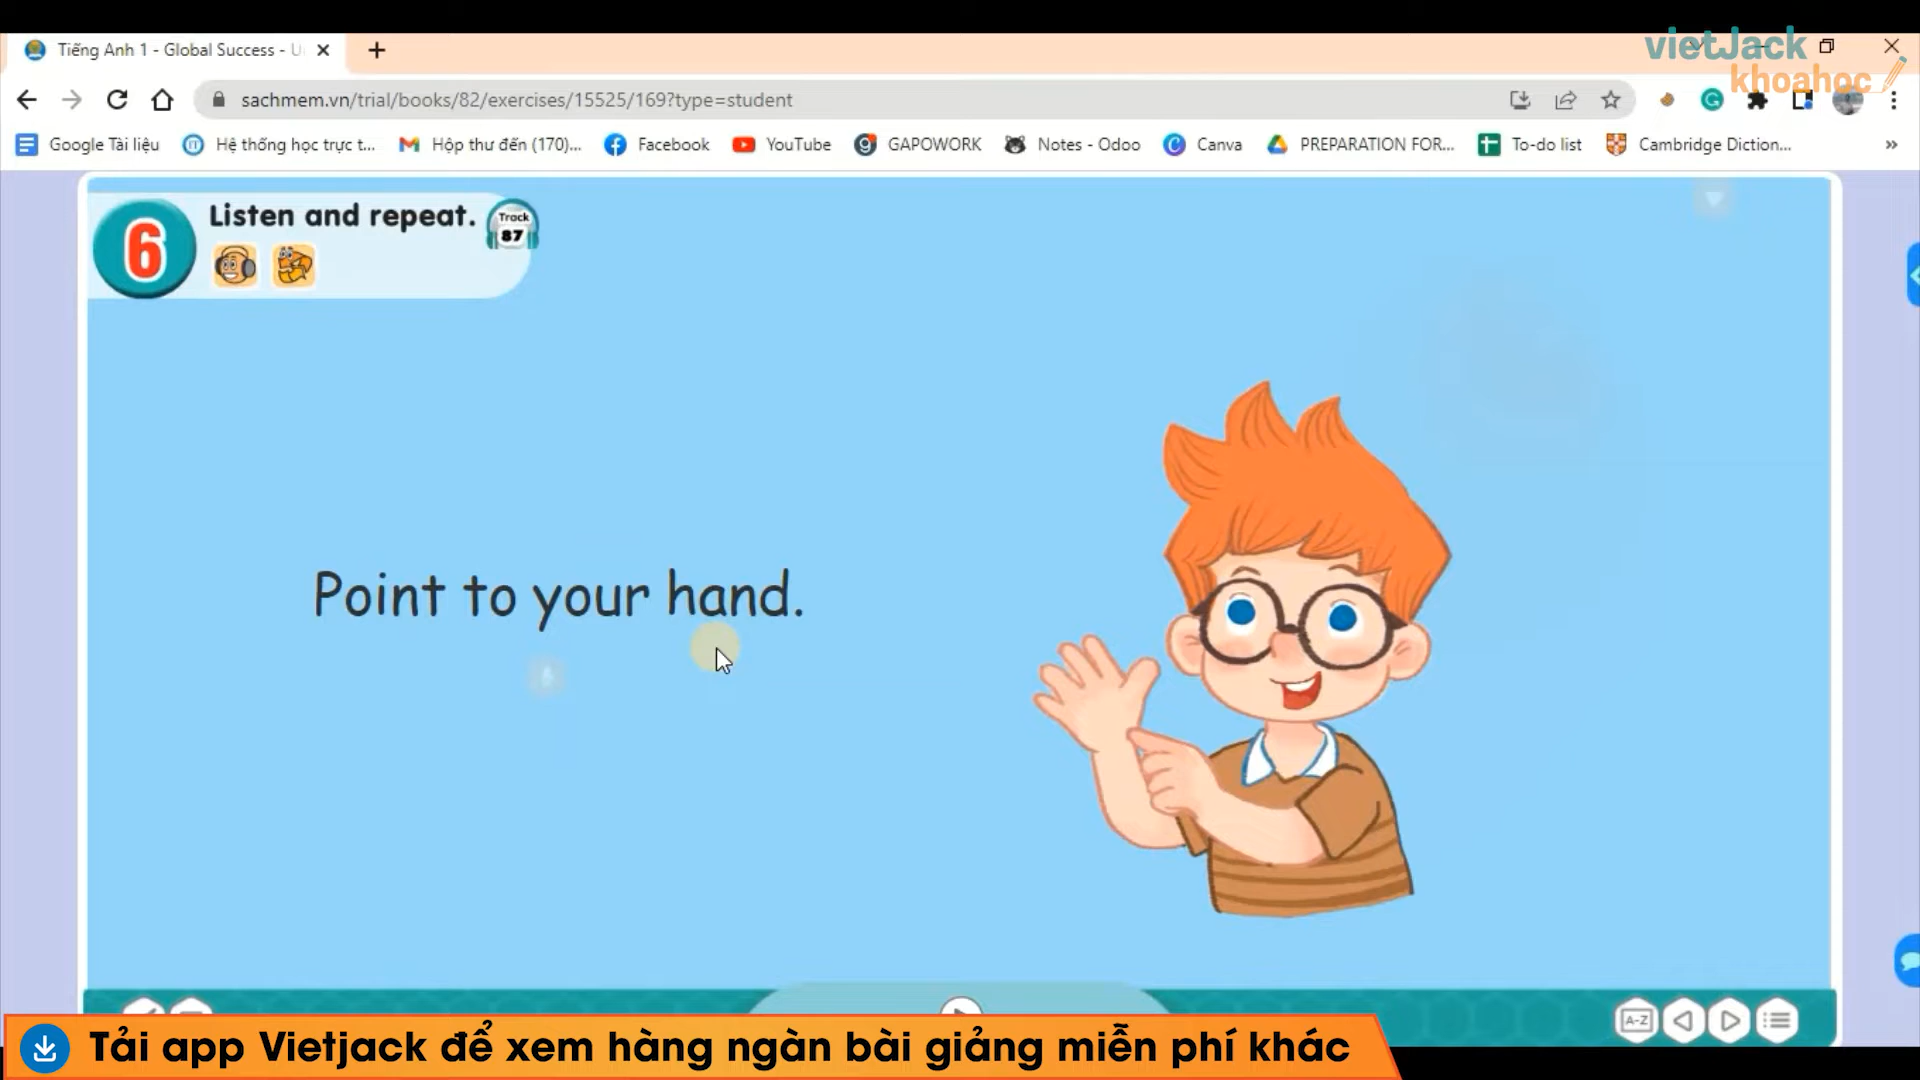 vietJack
khoahoc
Tiếng Anh 1 - Global Success - U
sachmem.vn/trial/books/82/exercises/15525/169?type=student
Google Tài liệu
Hệ thống học trực t...
Hộp thư đến (170)...
Facebook
YouTube
GAPOWORK
Notes - Odoo
Canva
PREPARATION FOR...
To-do list
Cambridge Diction...
6
Listen and repeat.
Track
87
Point to your hand.
A-Z
Tải app Vietjack để xem hàng ngàn bài giảng miễn phí khác